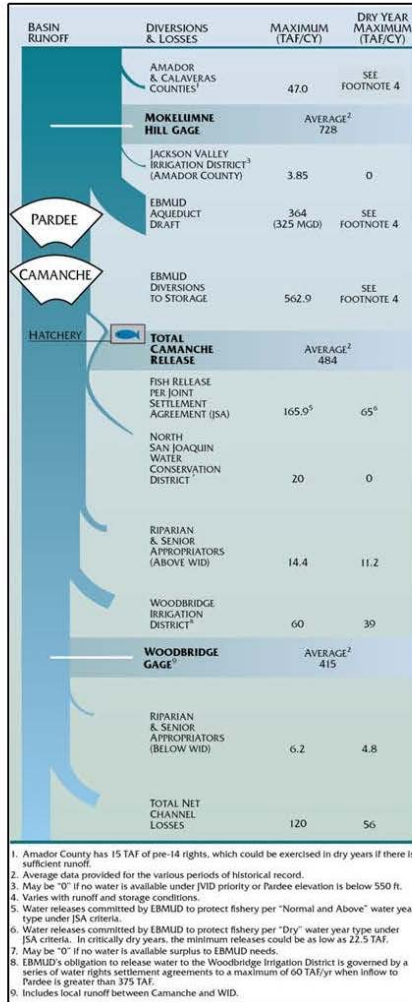 BASIN
RUNOFF
DIVERSIONS
& LOSSES
MAXIMUM
(TAF/CY)
DRY YEAR
MAXIMUM
(TAF/CY)
AMADOR
& CALAVERAS
COUNTIES¹
47.0
SEE
FOOTNOTE 4
MOKELUMNE
HILL GAGE
AVERAGE²
728
JACKSON VALLEY
IRRIGATION DISTRICT³
(AMADOR COUNTY)
3.85
0
PARDEE
EBMUD
AQUEDUCT
DRAFT
364
(325 MGD)
SEE
FOOTNOTE 4
CAMANCHE
EBMUD
DIVERSIONS
TO STORAGE
562.9
SEE
FOOTNOTE 4
HATCHERY
TOTAL
CAMANCHE
RELEASE
AVERAGE²
484
FISH RELEASE
PER JOINT
SETTLEMENT
AGREEMENT (JSA)
165.9⁵
65⁶
NORTH
SAN JOAQUIN
WATER
CONSERVATION
DISTRICT⁷
20
0
RIPARIAN
& SENIOR
APPROPRIATORS
(ABOVE WID)
14.4
11.2
WOODBRIDGE
IRRIGATION
DISTRICT⁸
60
39
WOODBRIDGE
GAGE⁹
AVERAGE²
415
RIPARIAN
& SENIOR
APPROPRIATORS
(BELOW WID)
6.2
4.8
TOTAL NET
CHANNEL
LOSSES
120
56
1. Amador County has 15 TAF of pre-14 rights, which could be exercised in dry years if there is
sufficient runoff.
2. Average data provided for the various periods of historical record.
3. May be "0" if no water is available under JVID priority or Pardee elevation is below 550 ft.
4. Varies with runoff and storage conditions.
5. Water releases committed by EBMUD to protect fishery per "Normal and Above" water year
type under JSA criteria.
6. Water releases committed by EBMUD to protect fishery per "Dry" water year type under
JSA criteria. In critically dry years, the minimum releases could be as low as 22.5 TAF.
7. May be "0" if no water is available surplus to EBMUD needs.
8. EBMUD's obligation to release water to the Woodbridge Irrigation District is governed by a
series of water rights settlement agreements to a maximum of 60 TAF/yr when inflow to
Pardee is greater than 375 TAF.
9. Includes local runoff between Camanche and WID.